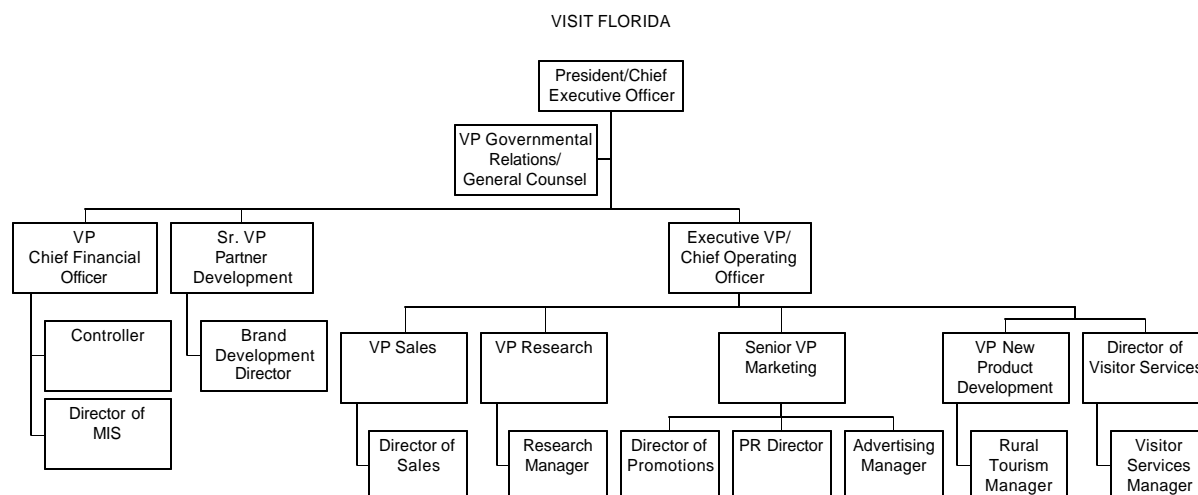 VISIT FLORIDA
President/Chief
Executive Officer
VP Governmental
Relations/
General Counsel
VP
Chief Financial
Officer
Sr. VP
Partner
Development
Executive VP/
Chief Operating
Officer
Controller
Brand
Development
Director
VP Sales
VP Research
Senior VP
Marketing
VP New
Product
Development
Director of
Visitor Services
Director of
MIS
Director of
Sales
Research
Manager
Director of
Promotions
PR Director
Advertising
Manager
Rural
Tourism
Manager
Visitor
Services
Manager